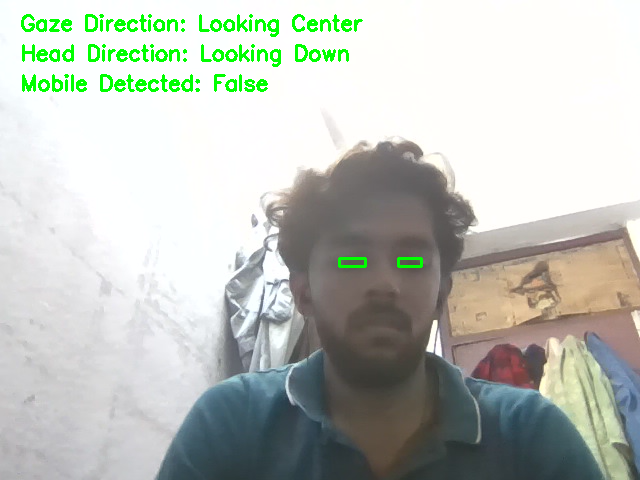 Gaze Direction: Looking Center
Head Direction: Looking Down
Mobile Detected: False